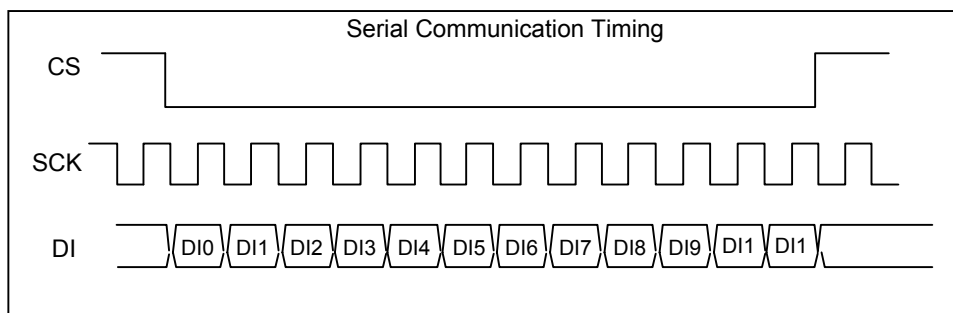 Serial Communication Timing
CS
SCK
DI DI0 DI1 DI2 DI3 DI4 DI5 DI6 DI7 DI8 DI9 DI1 DI1